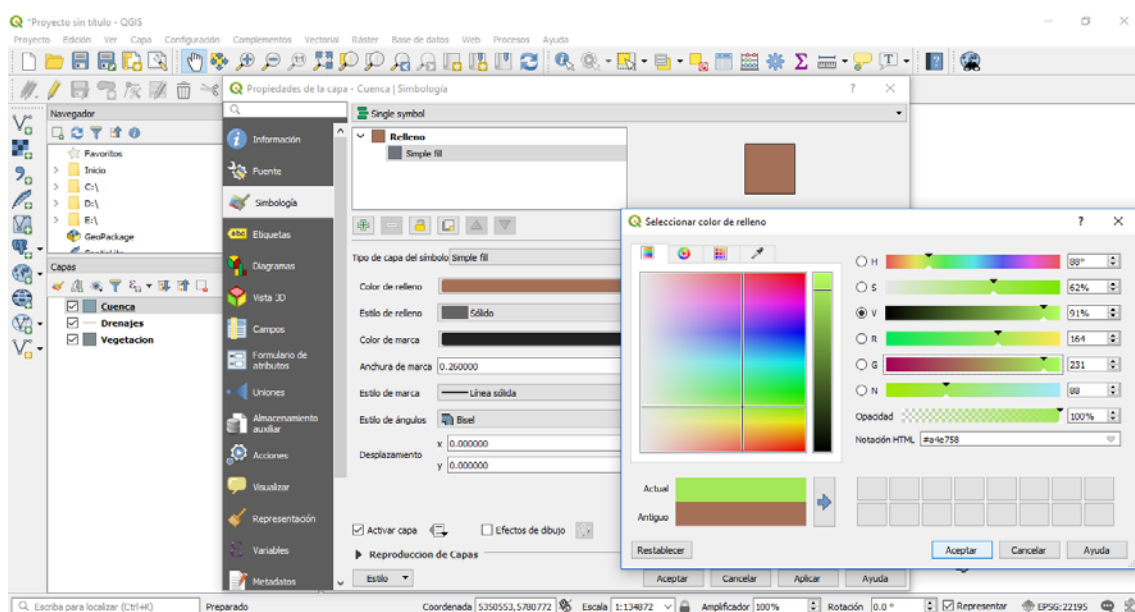 *Proyecto sin título - QGIS
Proyecto Edición Ver Capa Configuración Complementos Vectorial Ráster Base de datos Web Procesos Ayuda
Propiedades de la capa - Cuenca | Simbología
Navegador
Favoritos
Inicio
C:\
D:\
E:\
GeoPackage
Capas
Cuenca
Drenajes
Vegetacion
Información
Fuente
Simbología
abc Etiquetas
Diagramas
Vista 3D
Campos
Formulario de
atributos
Uniones
Almacenamiento
auxiliar
Acciones
Visualizar
Representación
Variables
Metadatos
Single symbol
Relleno
Simple fill
Tipo de capa del símbolo Simple fill
Color de relleno
Estilo de relleno Sólido
Color de marca
Anchura de marca 0.260000
Estilo de marca Línea sólida
Estilo de ángulos Bisel
Desplazamiento
x 0.000000
y 0.000000
Activar capa Efectos de dibujo
Reproduccion de Capas
Estilo Aceptar Cancelar Aplicar Ayuda
Seleccionar color de relleno
H 88°
S 62%
V 91%
R 164
G 231
N 88
Opacidad 100%
Notación HTML #a4e758
Actual
Antiguo
Restablecer Aceptar Cancelar Ayuda
Escriba para localizar (Ctrl+K) Preparado Coordenada 5350553,5780772 Escala 1:134872 Amplificador 100% Rotación 0.0 ° Representar EPSG:22195